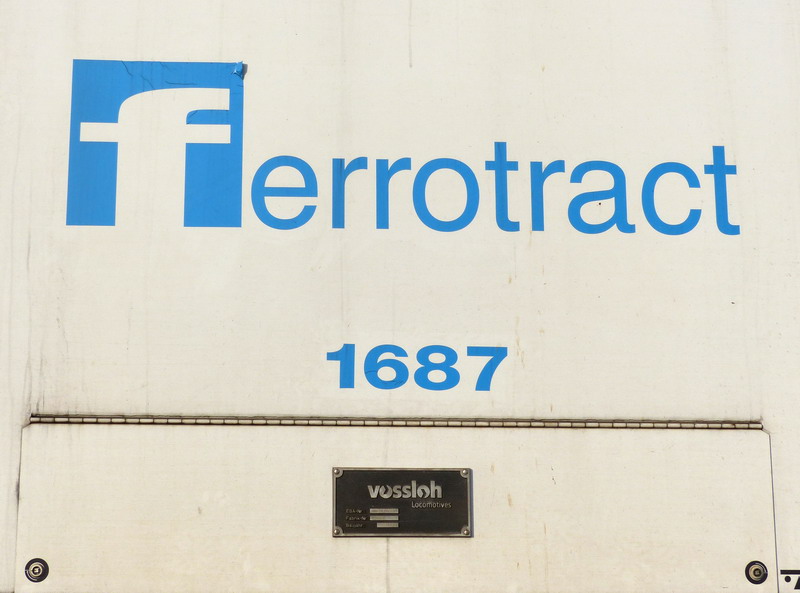 ferrotract
1687
vossloh
Locomotives